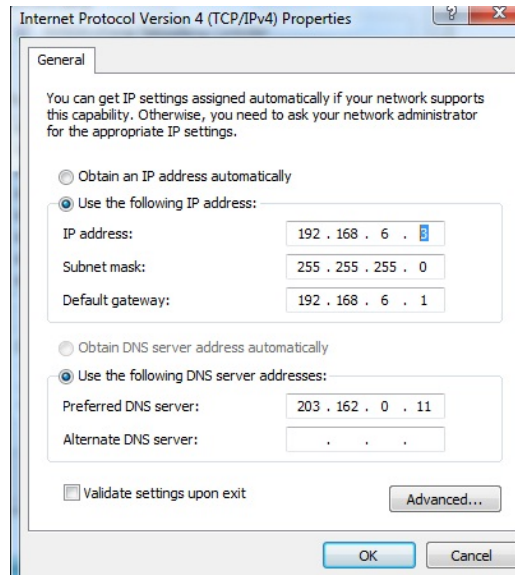 Internet Protocol Version 4 (TCP/IPv4) Properties
? X
General
You can get IP settings assigned automatically if your network supports
this capability. Otherwise, you need to ask your network administrator
for the appropriate IP settings.
Obtain an IP address automatically
Use the following IP address:
IP address: 192 . 168 . 6 . 3
Subnet mask: 255 . 255 . 255 . 0
Default gateway: 192 . 168 . 6 . 1
Obtain DNS server address automatically
Use the following DNS server addresses:
Preferred DNS server: 203 . 162 . 0 . 11
Alternate DNS server: . . .
Validate settings upon exit
Advanced...
OK Cancel